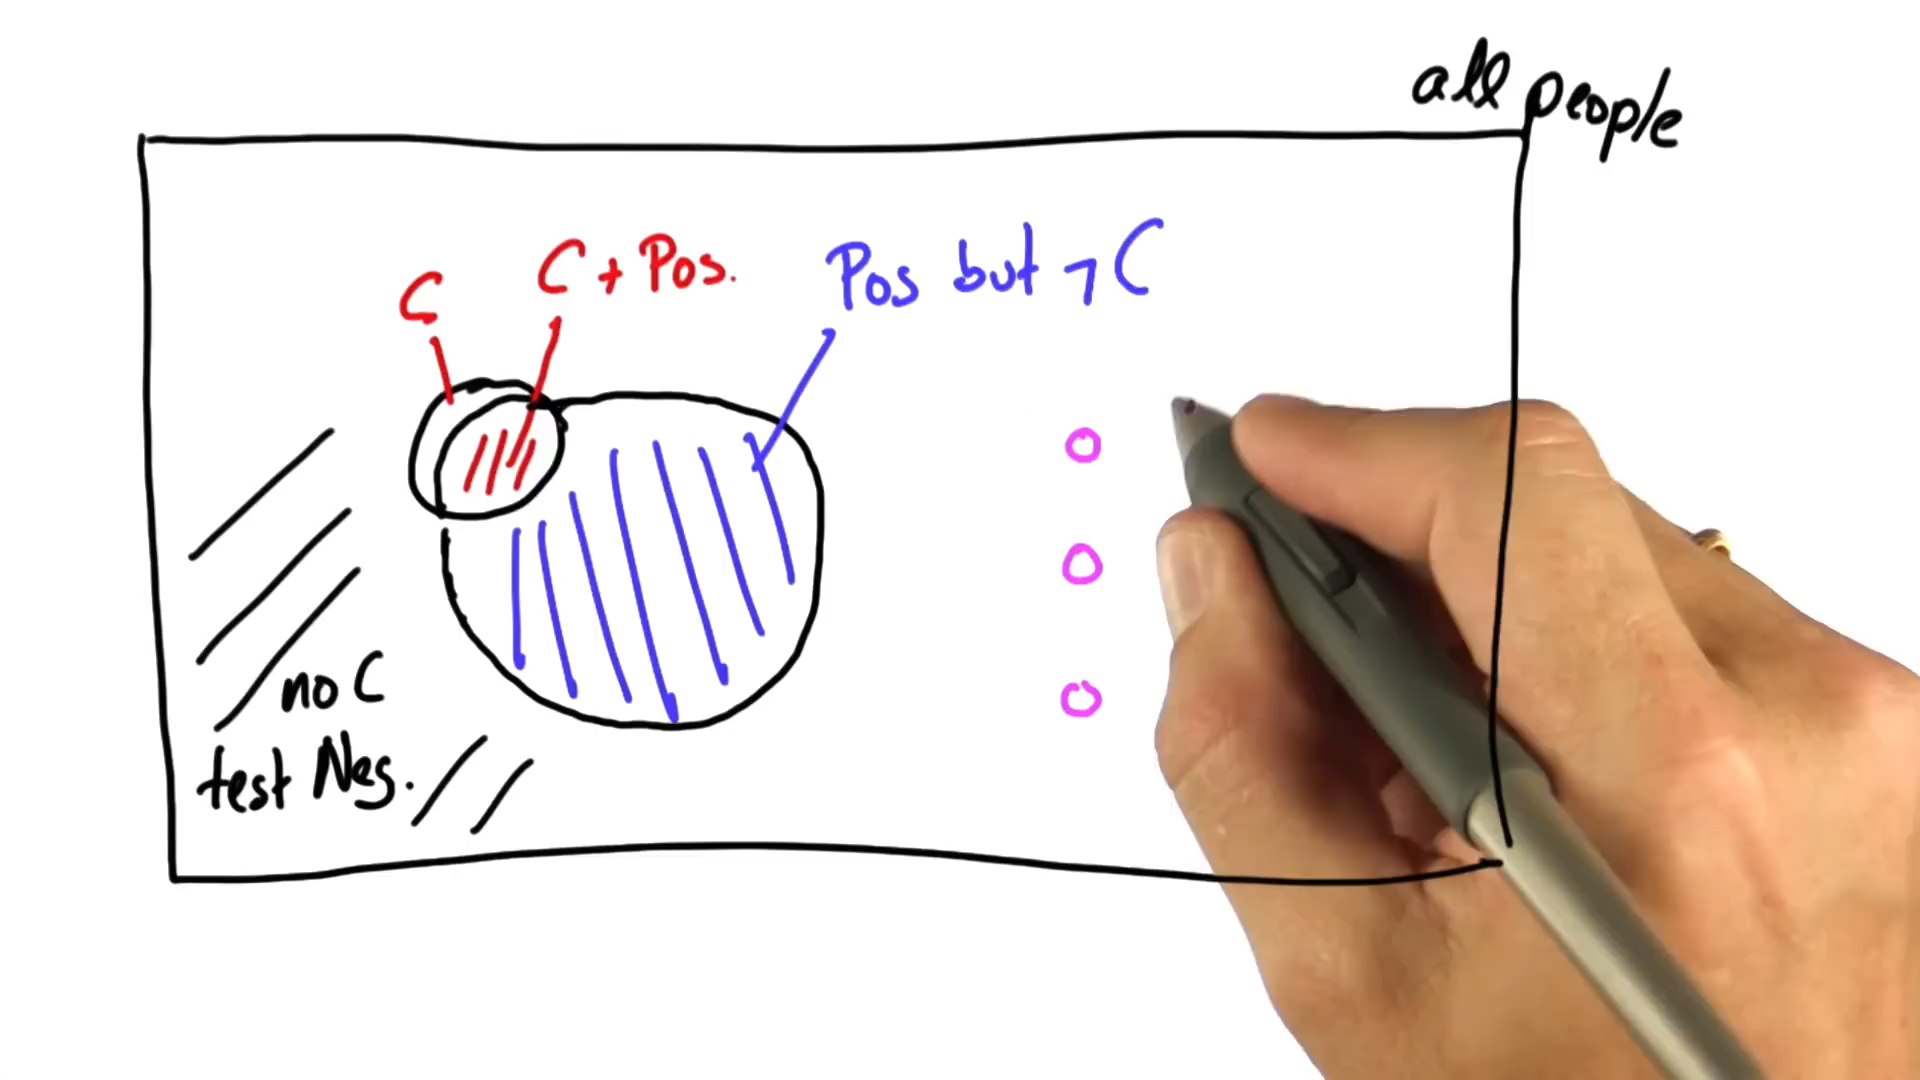 all people
C
C + Pos.
Pos but ¬ C
no C
test Neg.